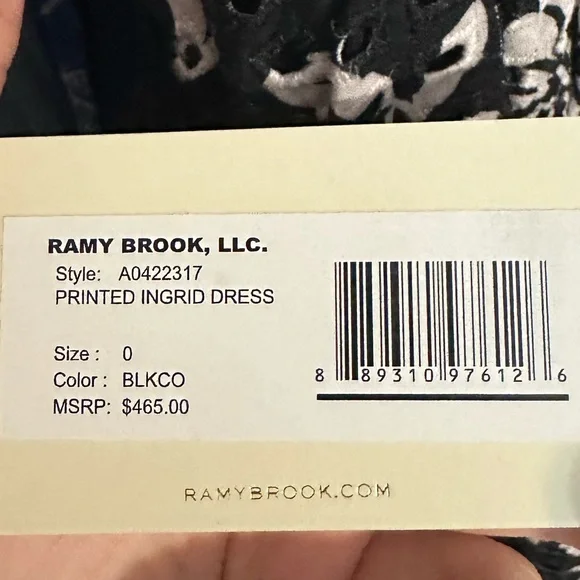 RAMY BROOK, LLC.
Style: A0422317
PRINTED INGRID DRESS
Size : 0
Color : BLKCO
MSRP: $465.00
8 89310 97612 6
RAMYBROOK.COM